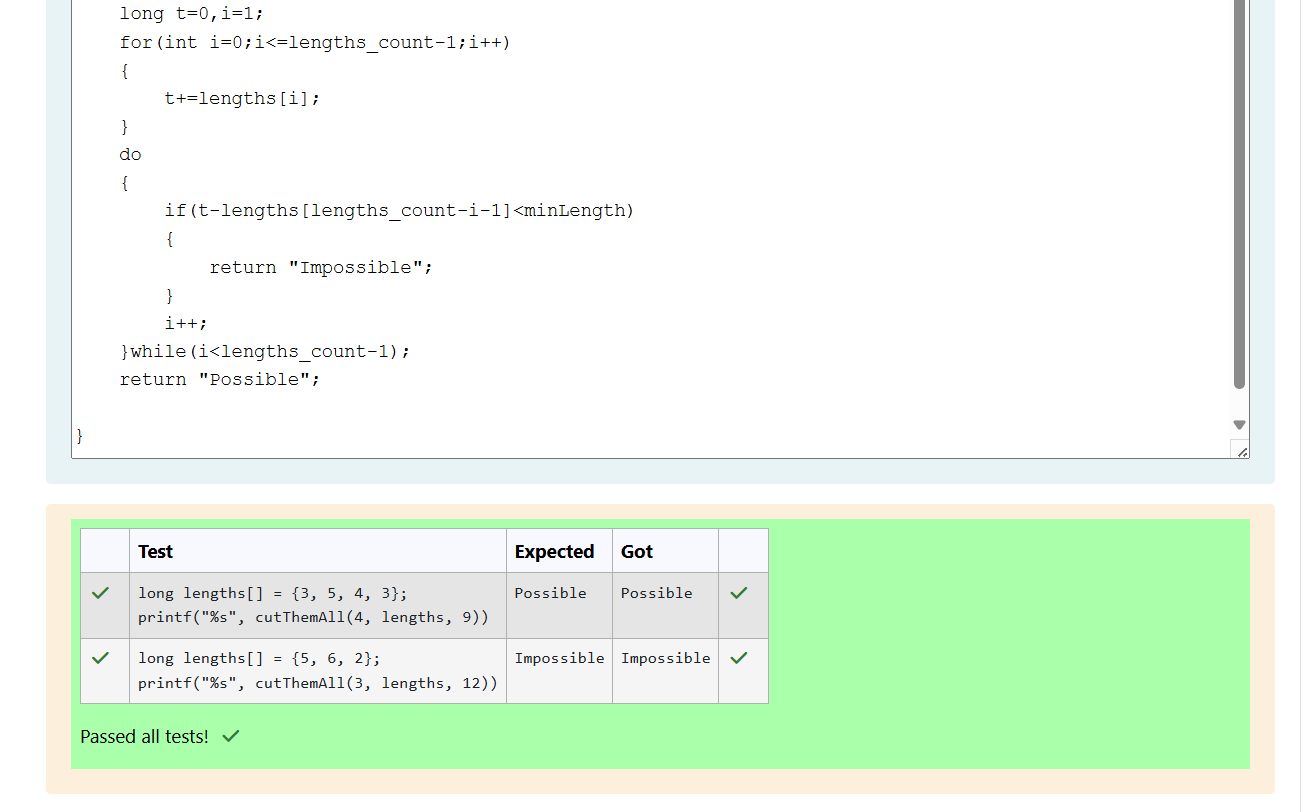 long t=0,i=1;
for(int i=0;i<=lengths_count-1;i++)
{
t+=lengths[i];
}
do
{
if(t-lengths[lengths_count-i-1]<minLength)
{
return "Impossible";
}
i++;
}while(i<lengths_count-1);
return "Possible";
}
Test Expected Got
long lengths[] = {3, 5, 4, 3}; Possible Possible
printf("%s", cutThemAll(4, lengths, 9))
long lengths[] = {5, 6, 2}; Impossible Impossible
printf("%s", cutThemAll(3, lengths, 12))
Passed all tests!